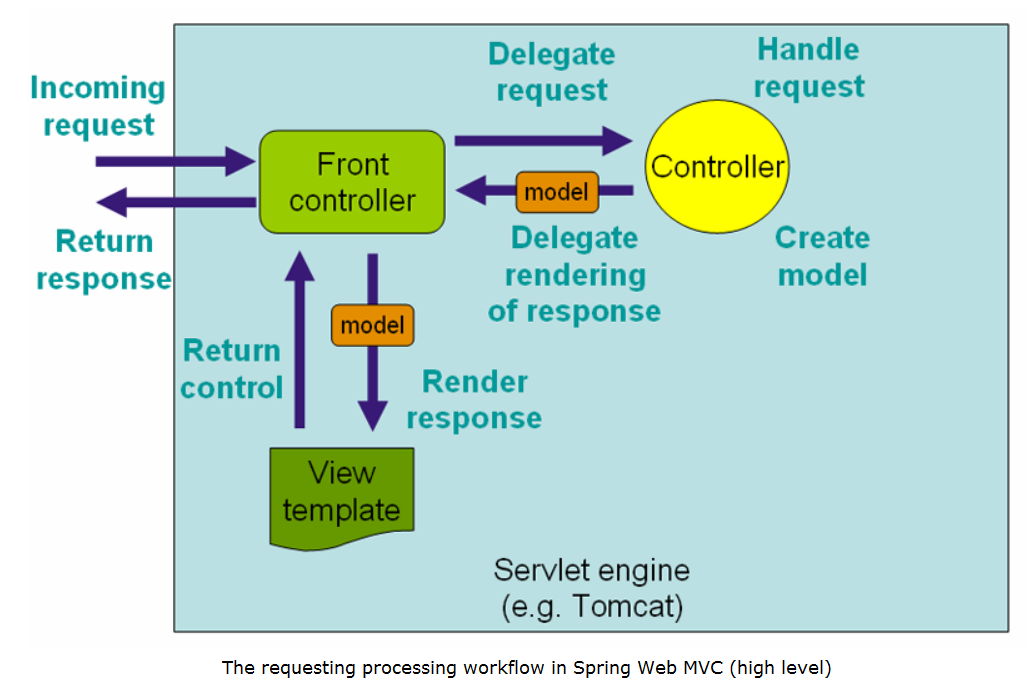 Incoming
request
Return
response
Front
controller
Delegate
request
Handle
request
Controller
model
Delegate
rendering
of response
Create
model
model
Return
control
Render
response
View
template
Servlet engine
(e.g. Tomcat)
The requesting processing workflow in Spring Web MVC (high level)